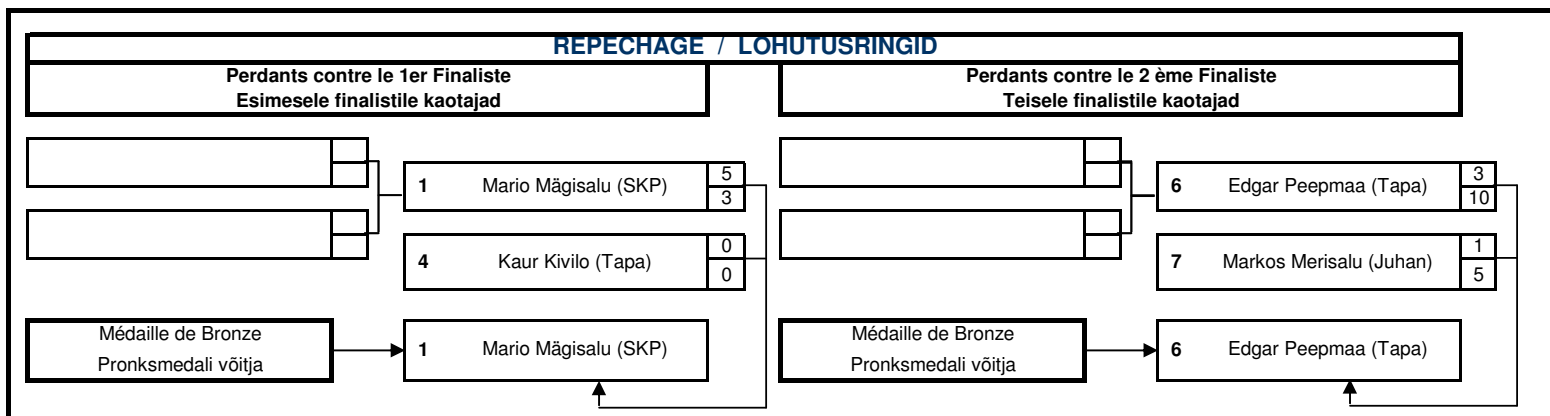 REPECHAGE / LOHUTUSRINGID
Perdants contre le 1er Finaliste
Esimesele finalistile kaotajad
Perdants contre le 2 ème Finaliste
Teisele finalistile kaotajad
1 Mario Mägisalu (SKP) 5
3
4 Kaur Kivilo (Tapa) 0
0
6 Edgar Peepmaa (Tapa) 3
10
7 Markos Merisalu (Juhan) 1
5
Médaille de Bronze
Pronksmedali võitja
1 Mario Mägisalu (SKP)
Médaille de Bronze
Pronksmedali võitja
6 Edgar Peepmaa (Tapa)